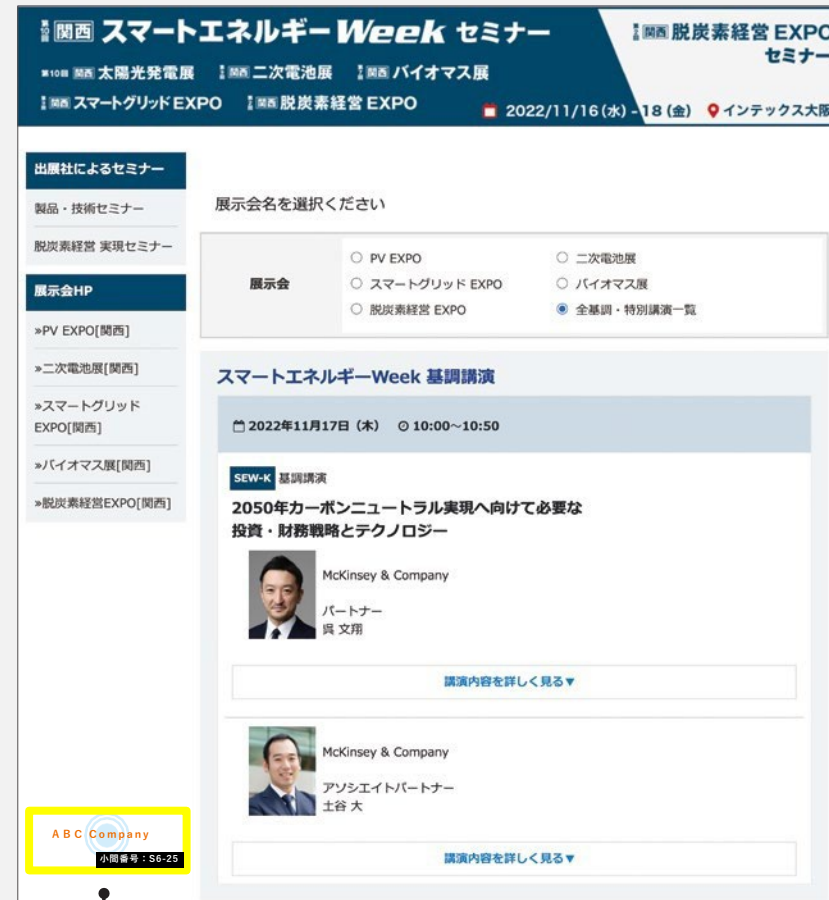 第10回 関西 スマートエネルギーWeek セミナー
関西 脱炭素経営 EXPO
セミナー
第10回 関西 太陽光発電展 関西 二次電池展 関西 バイオマス展
関西 スマートグリッドEXPO 関西 脱炭素経営 EXPO
2022/11/16(水) - 18(金) インテックス大阪
出展社によるセミナー
製品・技術セミナー
脱炭素経営 実現セミナー
展示会HP
»PV EXPO[関西]
»二次電池展[関西]
»スマートグリッド
EXPO[関西]
»バイオマス展[関西]
»脱炭素経営EXPO[関西]
展示会名を選択ください
展示会
PV EXPO
二次電池展
スマートグリッド EXPO
バイオマス展
脱炭素経営 EXPO
全基調・特別講演一覧
スマートエネルギーWeek 基調講演
2022年11月17日(木) 10:00～10:50
SEW-K 基調講演
2050年カーボンニュートラル実現へ向けて必要な
投資・財務戦略とテクノロジー
McKinsey & Company
パートナー
呉 文翔
講演内容を詳しく見る▼
McKinsey & Company
アソシエイトパートナー
土谷 大
講演内容を詳しく見る▼
ABC Company
小間番号：S6-25